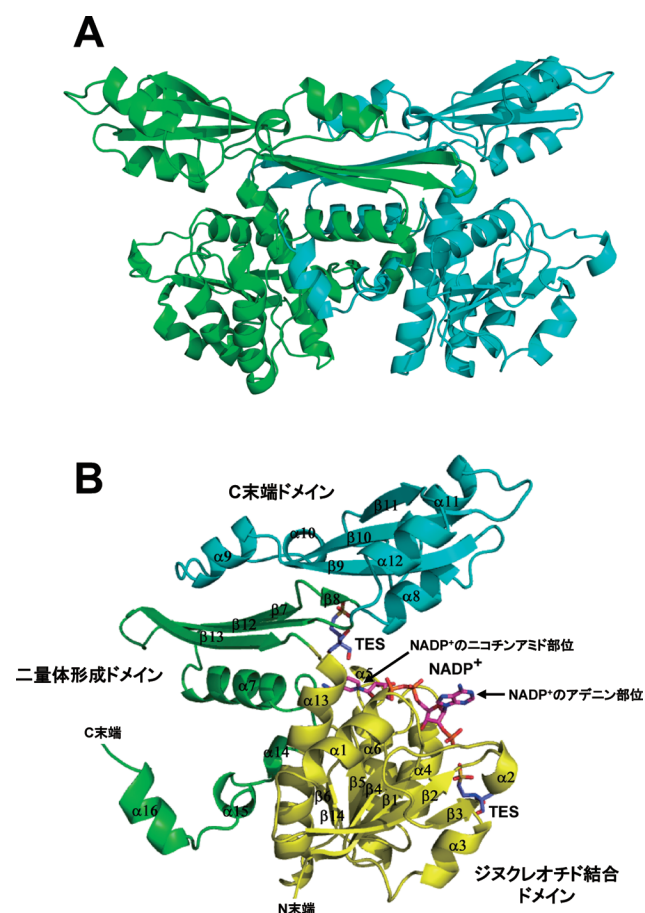 A
B
C末端ドメイン
β11
α11
α10
β10
α9
β9
α12
α8
β7
β8
β12
β13
TES
NADP⁺のニコチンアミド部位
二量体形成ドメイン
α7
α5
NADP⁺
α13
NADP⁺のアデニン部位
C末端
α14
α1
α6
α4
α2
β5
β4
β2
α16
α15
β6
β1
β14
β3
TES
α3
ジヌクレオチド結合
ドメイン
N末端